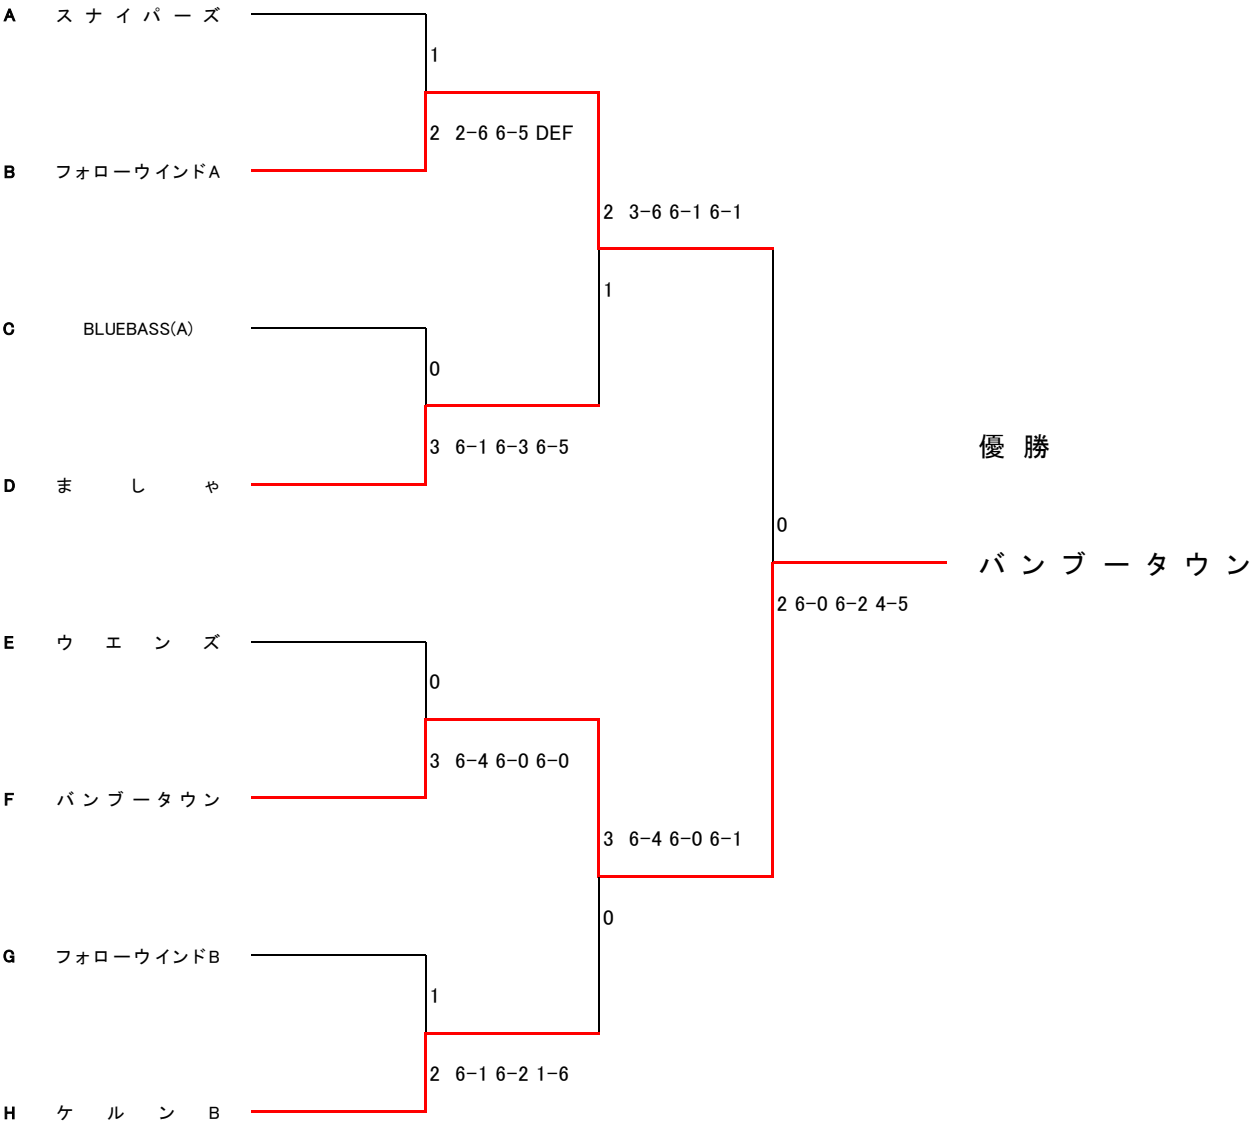 A スナイパーズ
1
2 2-6 6-5 DEF
B フォローウインドA
2 3-6 6-1 6-1
1
C BLUEBASS(A)
0
3 6-1 6-3 6-5
優勝
D ましゃ
0
バンブータウン
2 6-0 6-2 4-5
E ウエンズ
0
3 6-4 6-0 6-0
F バンブータウン
3 6-4 6-0 6-1
0
G フォローウインドB
1
2 6-1 6-2 1-6
H ケルンB